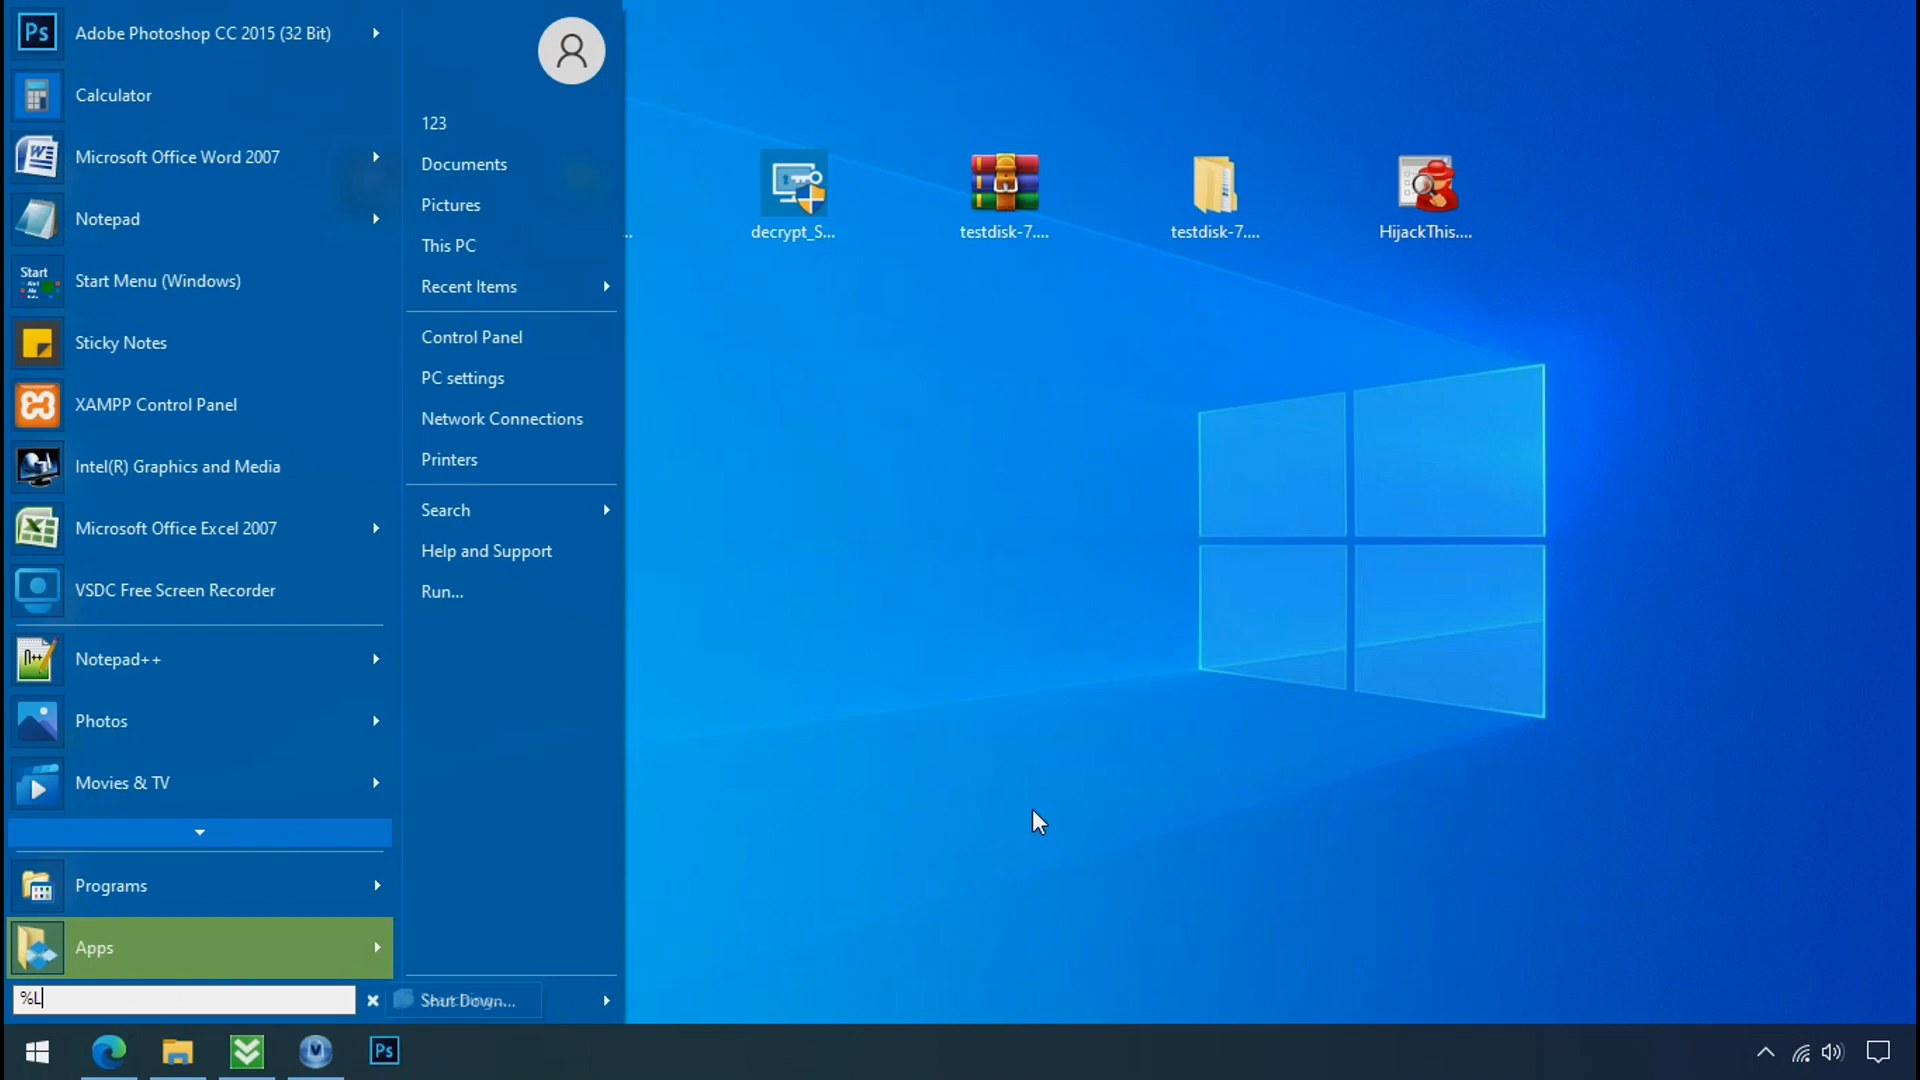 Adobe Photoshop CC 2015 (32 Bit)
Calculator
Microsoft Office Word 2007
Notepad
Start Menu (Windows)
Sticky Notes
XAMPP Control Panel
Intel(R) Graphics and Media
Microsoft Office Excel 2007
VSDC Free Screen Recorder
Notepad++
Photos
Movies & TV
Programs
Apps
%L
123
Documents
Pictures
This PC
Recent Items
Control Panel
PC settings
Network Connections
Printers
Search
Help and Support
Run...
Shut Down...
...
decrypt_S...
testdisk-7....
testdisk-7....
HijackThis....
Ps
Start
N++
Ps